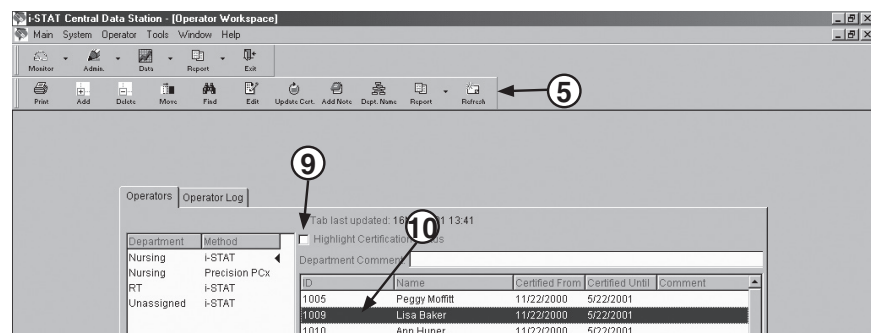 i-STAT Central Data Station - [Operator Workspace]
Main System Operator Tools Window Help
Monitor Admin. Data Report Exit
Print Add Delete Move Find Edit Update Cert. Add Note Dept. Name Report Refresh
5
9
Operators Operator Log
Tab last updated: 13:41
10
Highlight Certification
Department Method
Department Comment:
Nursing i-STAT
Nursing Precision PCx
RT i-STAT
Unassigned i-STAT
ID Name Certified From Certified Until Comment
1005 Peggy Moffitt 11/22/2000 5/22/2001
1009 Lisa Baker 11/22/2000 5/22/2001
1010 Ann Huner 11/22/2000 5/22/2001